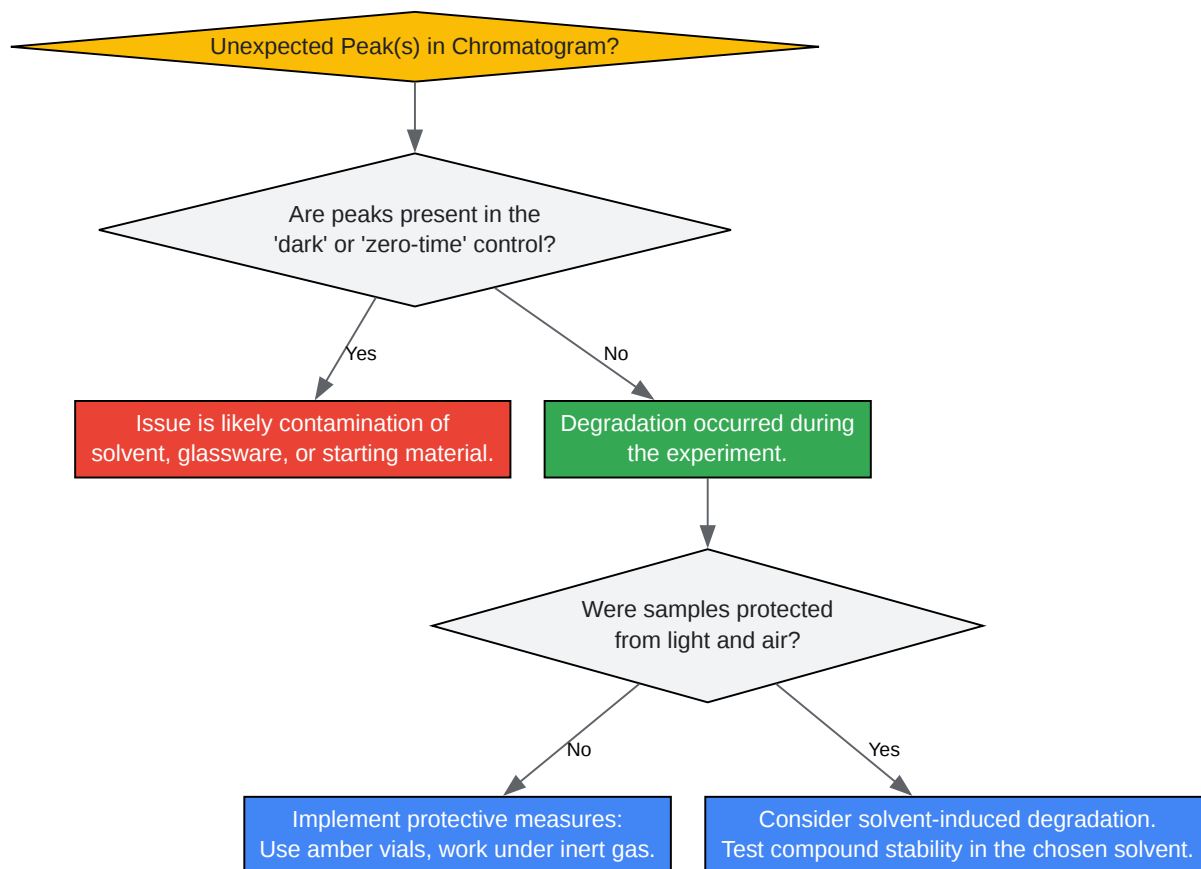 Unexpected Peak(s) in Chromatogram?
Are peaks present in the
'dark' or 'zero-time' control?
Yes
No
Issue is likely contamination of
solvent, glassware, or starting material.
Degradation occurred during
the experiment.
Were samples protected
from light and air?
No
Yes
Implement protective measures:
Use amber vials, work under inert gas.
Consider solvent-induced degradation.
Test compound stability in the chosen solvent.